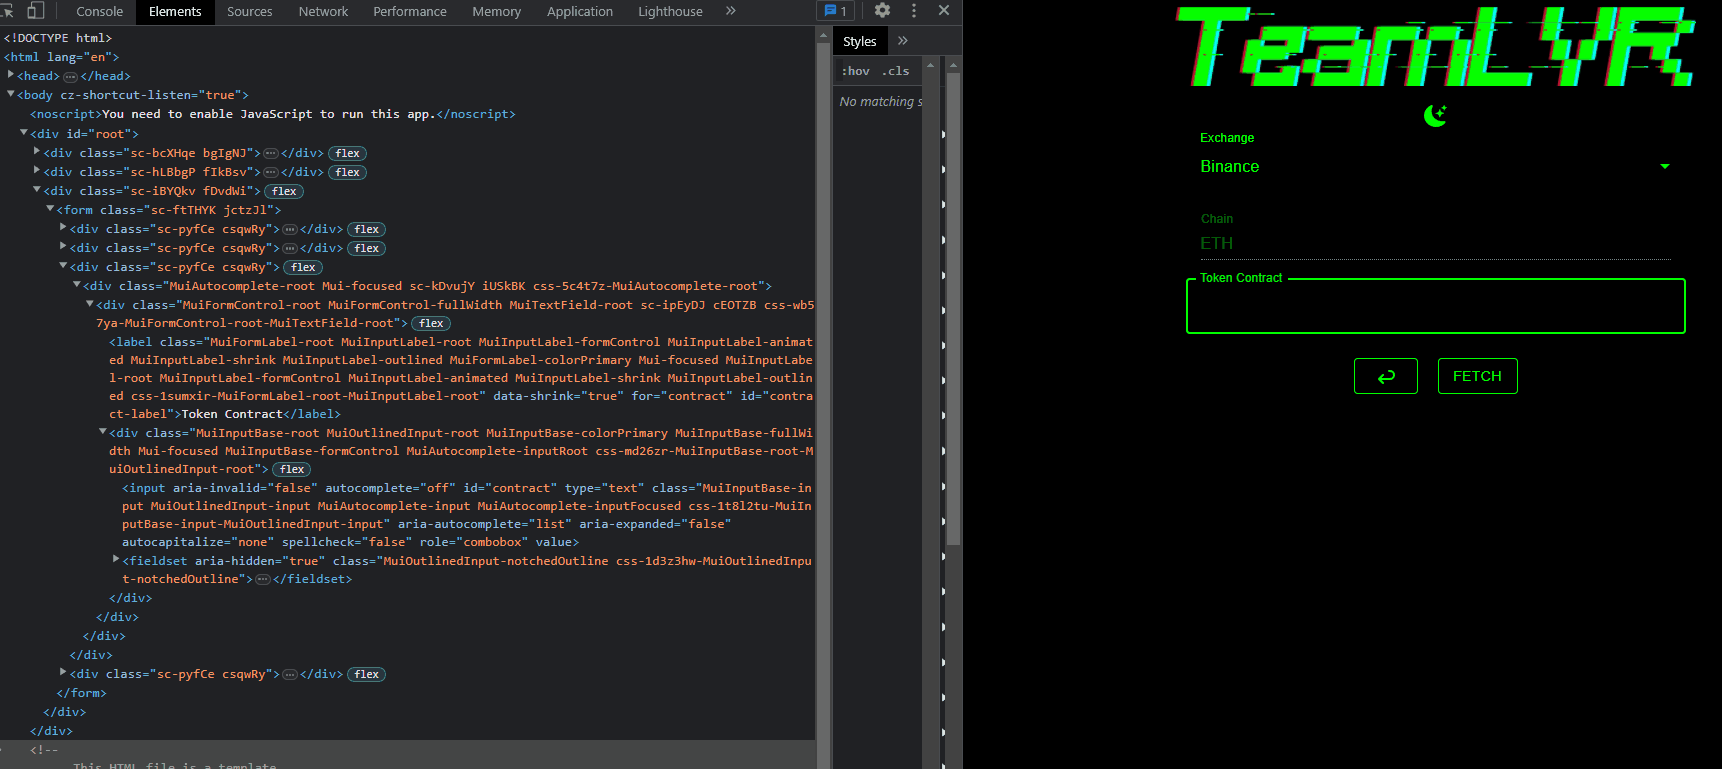 Console Elements Sources Network Performance Memory Application Lighthouse » 1
<!DOCTYPE html>
<html lang="en">
<head>…</head>
<body cz-shortcut-listen="true">
<noscript>You need to enable JavaScript to run this app.</noscript>
<div id="root">
<div class="sc-bcXHqe bgIgNJ">…</div> flex
<div class="sc-hLBbgP fIkBsv">…</div> flex
<div class="sc-iBYQkv fDvdWi"> flex
<form class="sc-ftTHYK jctzJl">
<div class="sc-pyfCe csqwRy">…</div> flex
<div class="sc-pyfCe csqwRy">…</div> flex
<div class="sc-pyfCe csqwRy"> flex
<div class="MuiAutocomplete-root Mui-focused sc-kDvujY iUSkBK css-5c4t7z-MuiAutocomplete-root">
<div class="MuiFormControl-root MuiFormControl-fullWidth MuiTextField-root sc-ipEyDJ cEOTZB css-wb5
7ya-MuiFormControl-root-MuiTextField-root"> flex
<label class="MuiFormLabel-root MuiInputLabel-root MuiInputLabel-formControl MuiInputLabel-animat
ed MuiInputLabel-shrink MuiInputLabel-outlined MuiFormLabel-colorPrimary Mui-focused MuiInputLabe
l-root MuiInputLabel-formControl MuiInputLabel-animated MuiInputLabel-shrink MuiInputLabel-outlin
ed css-1sumxir-MuiFormLabel-root-MuiInputLabel-root" data-shrink="true" for="contract" id="contra
ct-label">Token Contract</label>
<div class="MuiInputBase-root MuiOutlinedInput-root MuiInputBase-colorPrimary MuiInputBase-fullWi
dth Mui-focused MuiInputBase-formControl MuiAutocomplete-inputRoot css-md26zr-MuiInputBase-root-M
uiOutlinedInput-root"> flex
<input aria-invalid="false" autocomplete="off" id="contract" type="text" class="MuiInputBase-in
put MuiOutlinedInput-input MuiAutocomplete-input MuiAutocomplete-inputFocused css-1t8l2tu-MuiIn
putBase-input-MuiOutlinedInput-input" aria-autocomplete="list" aria-expanded="false"
autocapitalize="none" spellcheck="false" role="combobox" value>
<fieldset aria-hidden="true" class="MuiOutlinedInput-notchedOutline css-1d3z3hw-MuiOutlinedInpu
t-notchedOutline">…</fieldset>
</div>
</div>
</div>
</div>
<div class="sc-pyfCe csqwRy">…</div> flex
</form>
</div>
</div>
<!--
This HTML file is a template
Styles »
:hov .cls
No matching s
TeamLVR
Exchange
Binance
Chain
ETH
Token Contract
FETCH